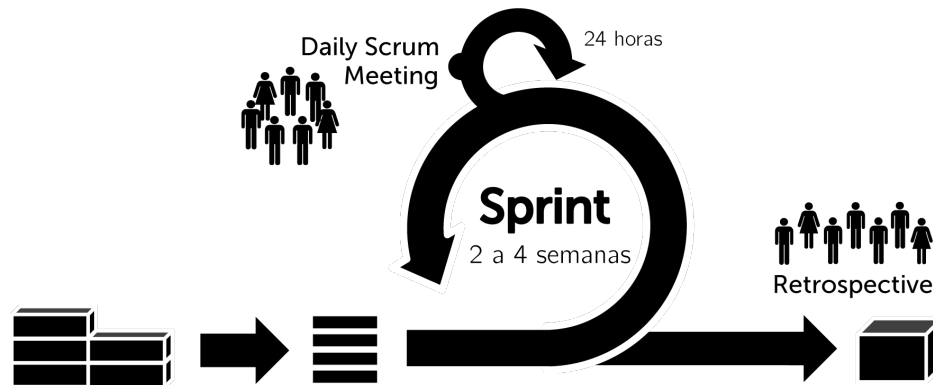 Daily Scrum
Meeting
24 horas
Sprint
2 a 4 semanas
Retrospective